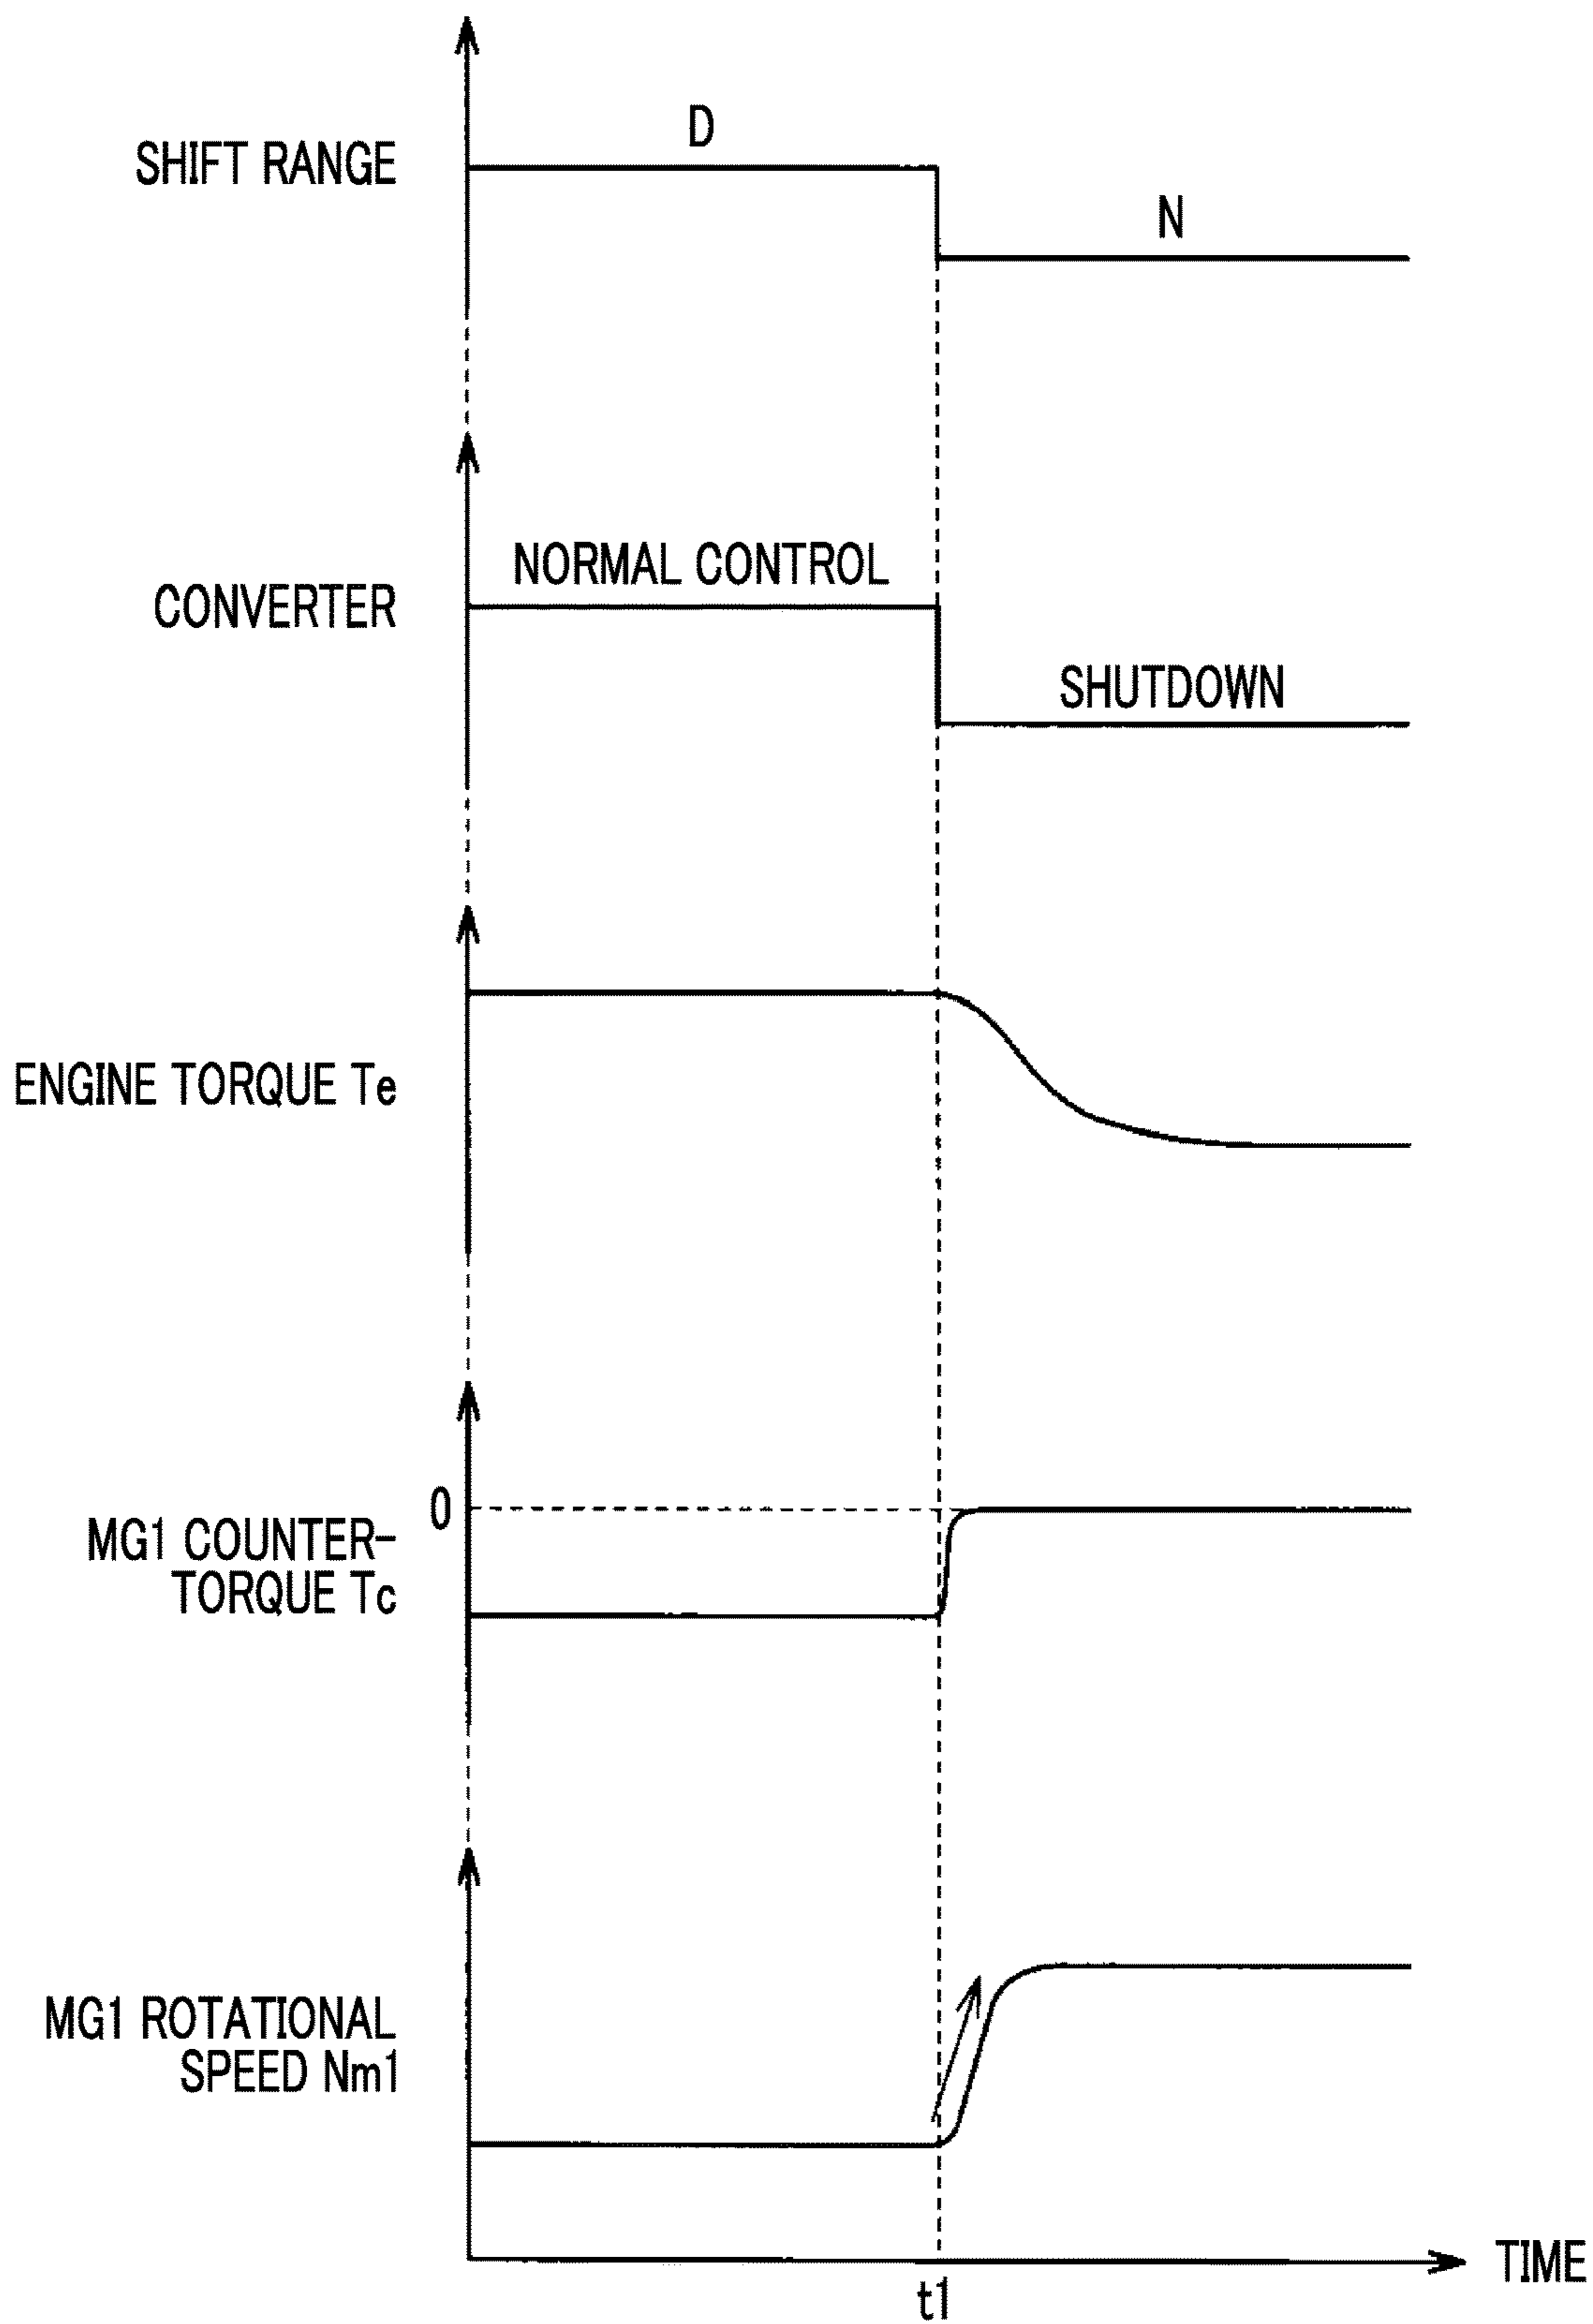 D
SHIFT RANGE
N
NORMAL CONTROL
CONVERTER
SHUTDOWN
ENGINE TORQUE Te
0
MG1 COUNTER-
TORQUE Tc
MG1 ROTATIONAL
SPEED Nm1
TIME
t1